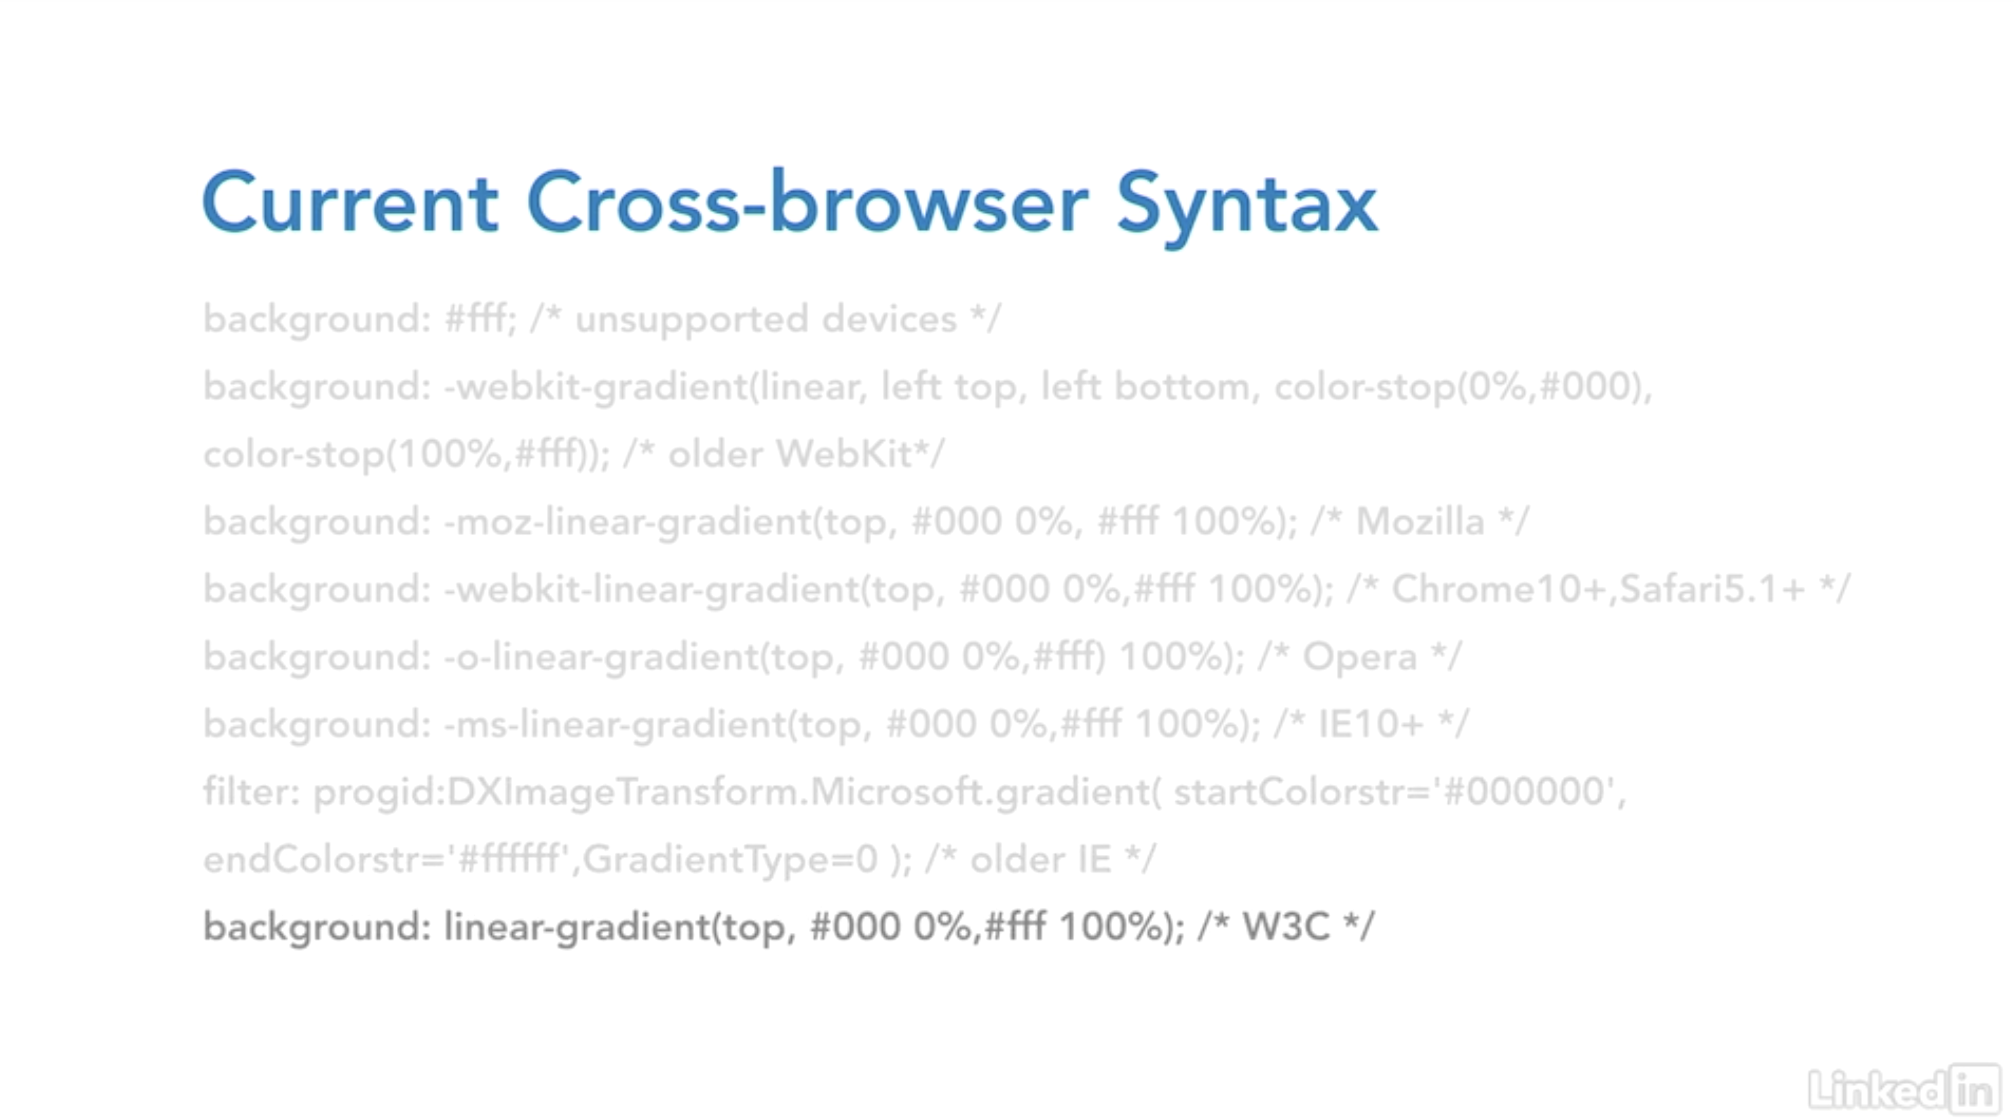 Current Cross-browser Syntax
background: #fff; /* unsupported devices */
background: -webkit-gradient(linear, left top, left bottom, color-stop(0%,#000),
color-stop(100%,#fff)); /* older WebKit*/
background: -moz-linear-gradient(top, #000 0%, #fff 100%); /* Mozilla */
background: -webkit-linear-gradient(top, #000 0%,#fff 100%); /* Chrome10+,Safari5.1+ */
background: -o-linear-gradient(top, #000 0%,#fff) 100%); /* Opera */
background: -ms-linear-gradient(top, #000 0%,#fff 100%); /* IE10+ */
filter: progid:DXImageTransform.Microsoft.gradient( startColorstr='#000000',
endColorstr='#ffffff',GradientType=0 ); /* older IE */
background: linear-gradient(top, #000 0%,#fff 100%); /* W3C */
Linked in